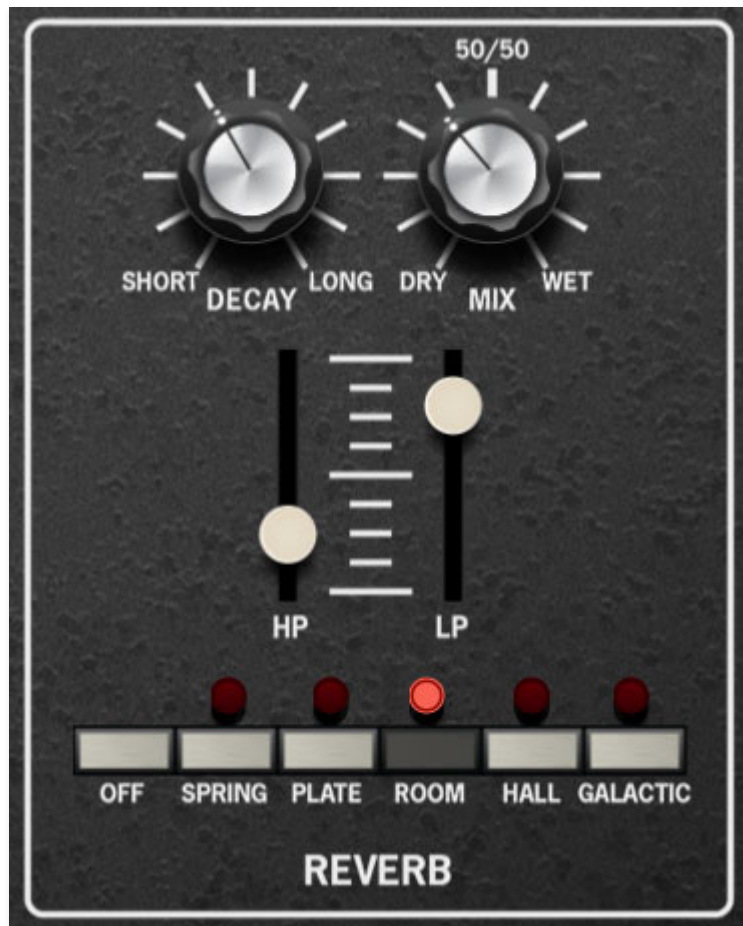 50/50
SHORT LONG DRY WET
DECAY MIX
HP LP
OFF SPRING PLATE ROOM HALL GALACTIC
REVERB